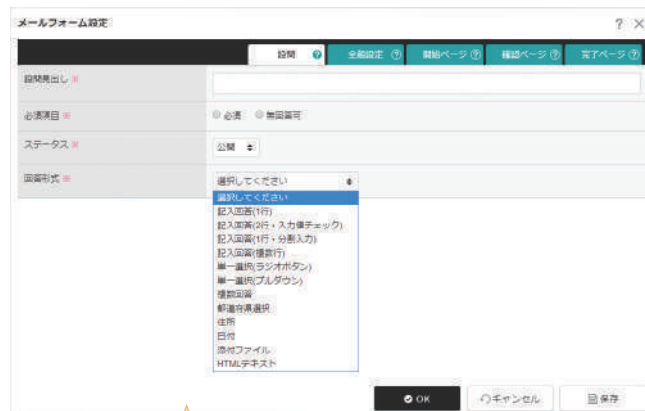 メールフォーム設定 ? ×
設問 ? 全般設定 ? 開始ページ ? 確認ページ ? 完了ページ ?
設問見出し ※
必須項目 ※ 必須 無回答可
ステータス ※ 公開
回答形式 ※ 選択してください
選択してください
記入回答(1行)
記入回答(2行・入力値チェック)
記入回答(1行・分割入力)
記入回答(複数行)
単一選択(ラジオボタン)
単一選択(プルダウン)
複数回答
都道府県選択
住所
日付
添付ファイル
HTMLテキスト
OK キャンセル 保存